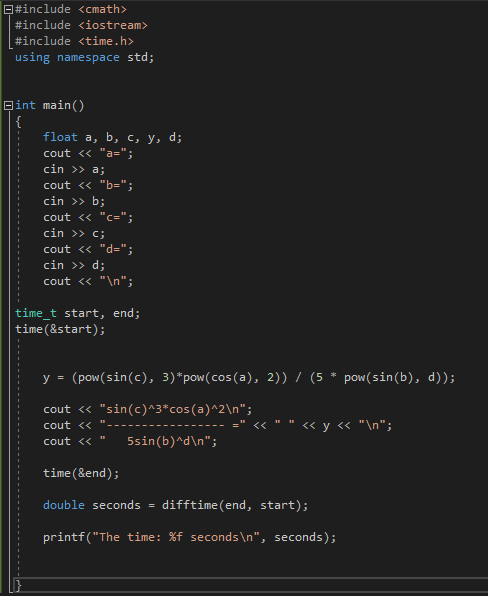 #include <cmath>
#include <iostream>
#include <time.h>
using namespace std;
int main()
{
float a, b, c, y, d;
cout << "a=";
cin >> a;
cout << "b=";
cin >> b;
cout << "c=";
cin >> c;
cout << "d=";
cin >> d;
cout << "\n";
time_t start, end;
time(&start);
y = (pow(sin(c), 3)*pow(cos(a), 2)) / (5 * pow(sin(b), d));
cout << "sin(c)^3*cos(a)^2\n";
cout << "----------------- =" << " " << y << "\n";
cout << "   5sin(b)^d\n";
time(&end);
double seconds = difftime(end, start);
printf("The time: %f seconds\n", seconds);
}